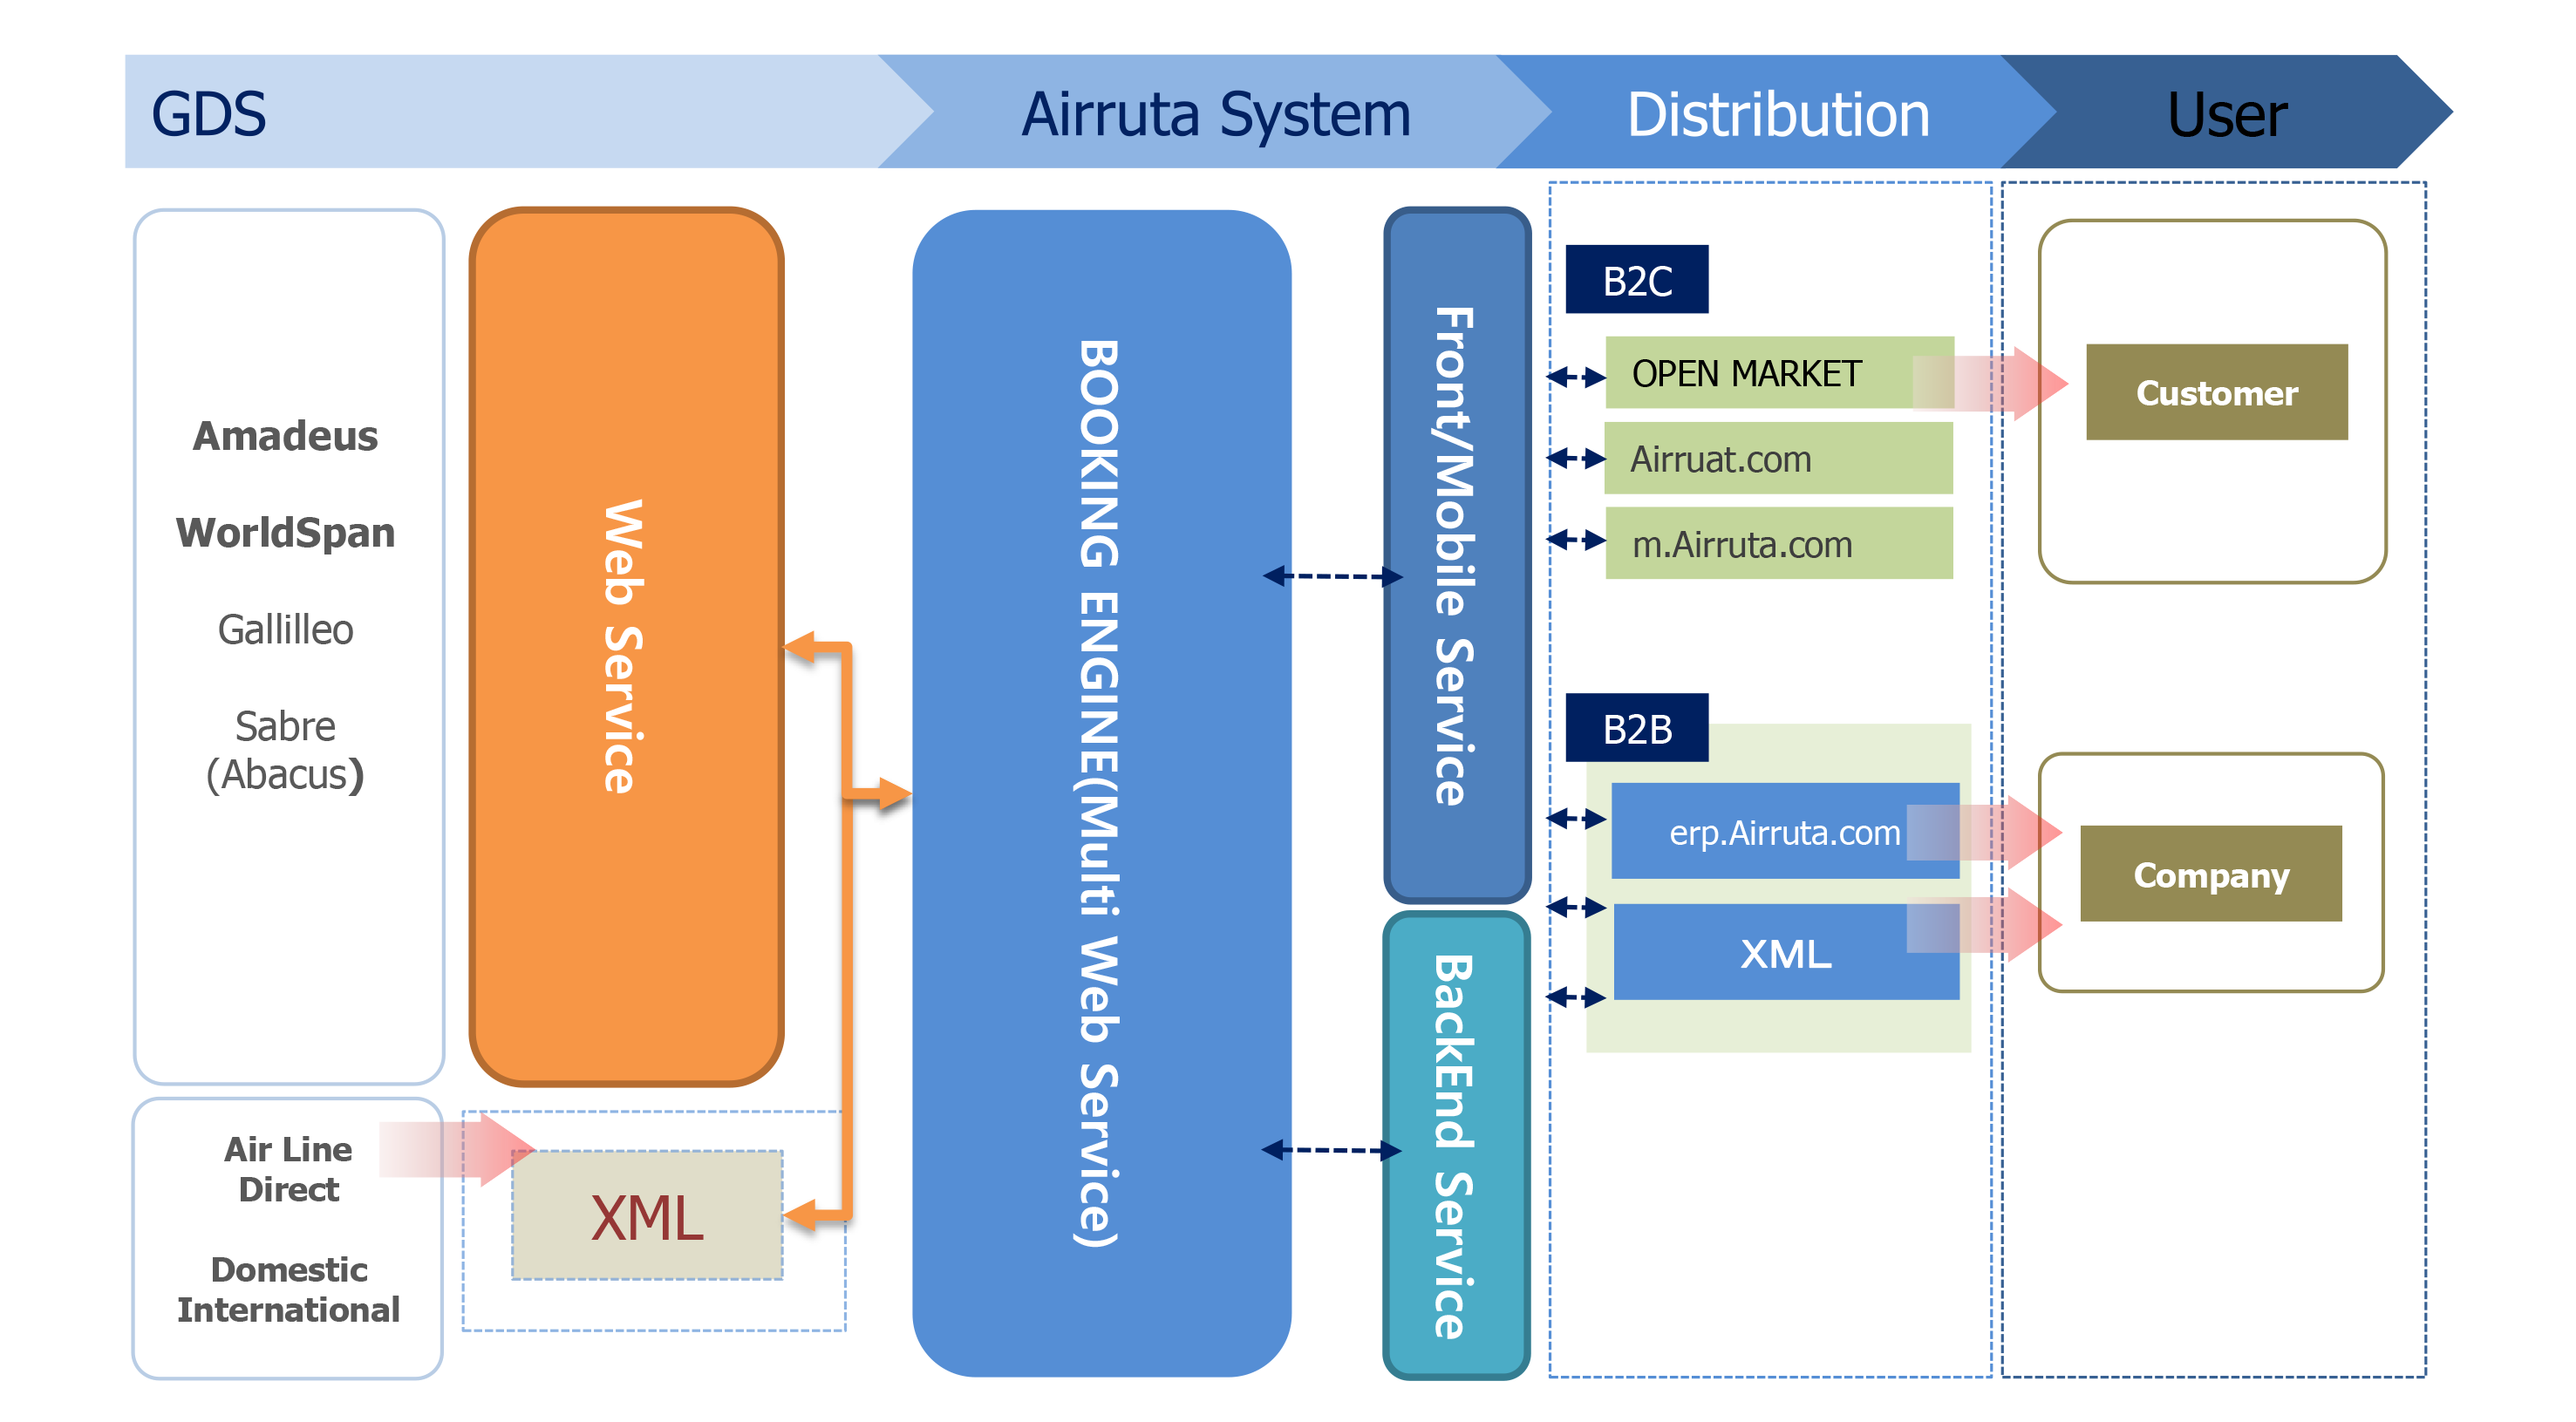 GDS
Airruta System
Distribution
User
Amadeus
WorldSpan
Gallilleo
Sabre
(Abacus)
Web Service
BOOKING ENGINE(Multi Web Service)
Front/Mobile Service
BackEnd Service
B2C
OPEN MARKET
Airruat.com
m.Airruta.com
Customer
B2B
erp.Airruta.com
XML
Company
Air Line
Direct
Domestic
International
XML